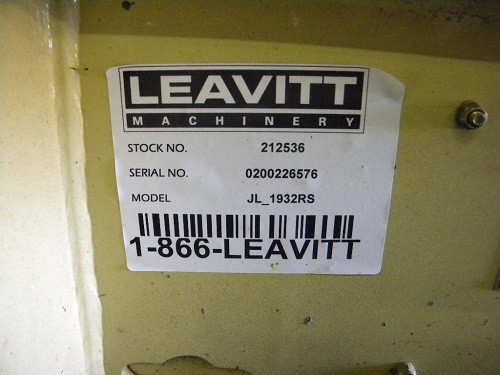 LEAVITT
MACHINERY
STOCK NO. 212536
SERIAL NO. 0200226576
MODEL JL_1932RS
1-866-LEAVITT